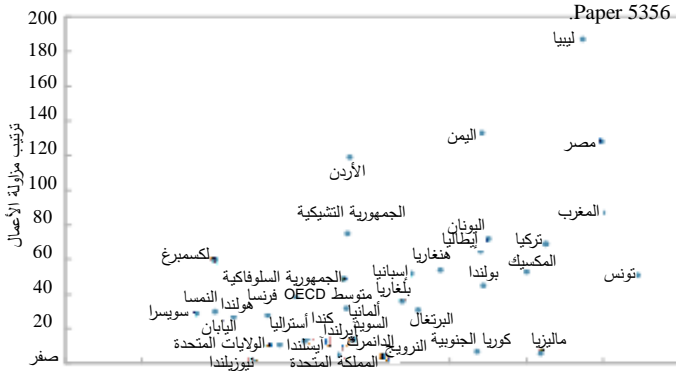 Paper 5356.
200
ليبيا
180
160
140
اليمن
مصر
120
الأردن
100
ترتيب مزاولة الأعمال
الجمهورية التشيكية
المغرب
80
اليونان
إيطاليا
تركيا
60
لكسمبرغ
هنغاريا
المكسيك
الجمهورية السلوفاكية
إسبانيا
بولندا
تونس
40
بلغاريا
متوسط OECD
فرنسا
النمسا
هولندا
سويسرا
ألمانيا
البرتغال
20
اليابان
أستراليا
كندا
السويد
إيرلندا
الولايات المتحدة
آيسلندا
الدانمرك
النرويج
كوريا الجنوبية
ماليزيا
صفر
نيوزيلندا
المملكة المتحدة